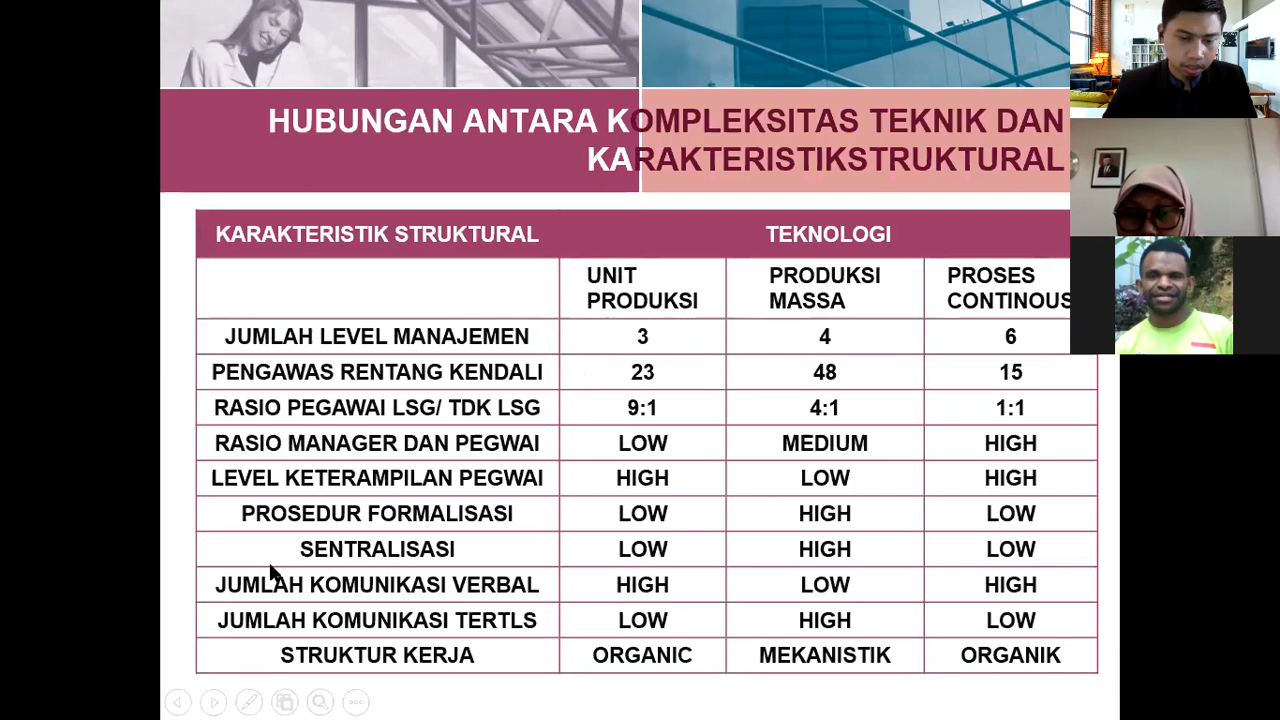 HUBUNGAN ANTARA KOMPLEKSITAS TEKNIK DAN
KARAKTERISTIKSTRUKTURAL
KARAKTERISTIK STRUKTURAL TEKNOLOGI
UNIT PRODUKSI PRODUKSI MASSA PROSES CONTINOUS
JUMLAH LEVEL MANAJEMEN 3 4 6
PENGAWAS RENTANG KENDALI 23 48 15
RASIO PEGAWAI LSG/ TDK LSG 9:1 4:1 1:1
RASIO MANAGER DAN PEGWAI LOW MEDIUM HIGH
LEVEL KETERAMPILAN PEGWAI HIGH LOW HIGH
PROSEDUR FORMALISASI LOW HIGH LOW
SENTRALISASI LOW HIGH LOW
JUMLAH KOMUNIKASI VERBAL HIGH LOW HIGH
JUMLAH KOMUNIKASI TERTLS LOW HIGH LOW
STRUKTUR KERJA ORGANIC MEKANISTIK ORGANIK